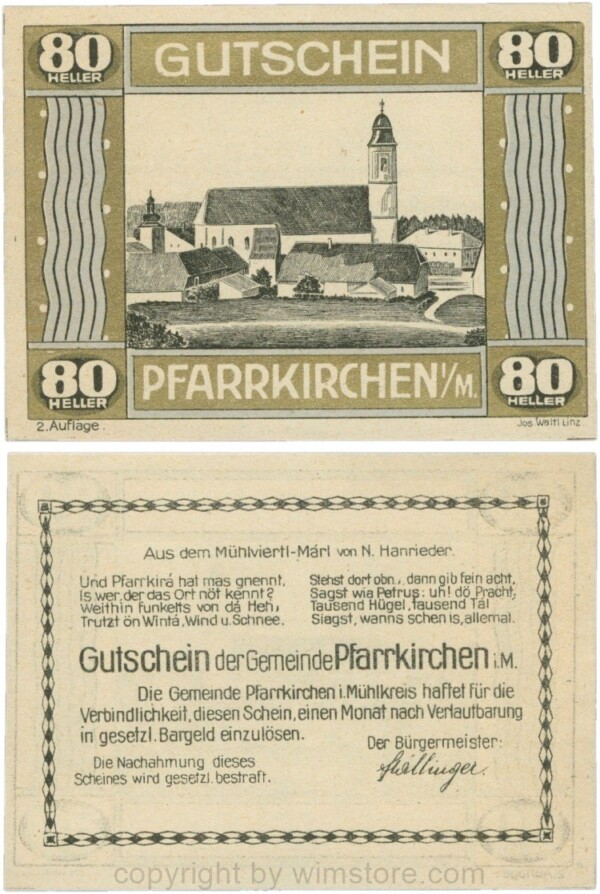 80 HELLER
GUTSCHEIN
80 HELLER
80 HELLER
PFARRKIRCHEN I/M.
80 HELLER
2. Auflage.
Jos. Waltl Linz.
Aus dem Mühlviertl-Märl von N. Hanrieder.
Und Pfarrkirá hat mas gnennt,
Is wer, der das Ort nöt kennt?
Weithin funkelts von dá Heh,
Trutzt ön Wintá, Wind u. Schnee.
Stehst dort obn., dann gib fein acht,
Sagst wia Petrus: uh! dö Pracht,
Tausend Hügel, tausend Tal
Siagst, wanns schen is, allemal.
Gutschein der Gemeinde Pfarrkirchen i.M.
Die Gemeinde Pfarrkirchen i. Mühlkreis haftet für die
Verbindlichkeit, diesen Schein, einen Monat nach Verlautbarung
in gesetzl. Bargeld einzulösen.
Der Bürgermeister:
Die Nachahmung dieses
Scheines wird gesetzl. bestraft.
copyright by wimstore.com